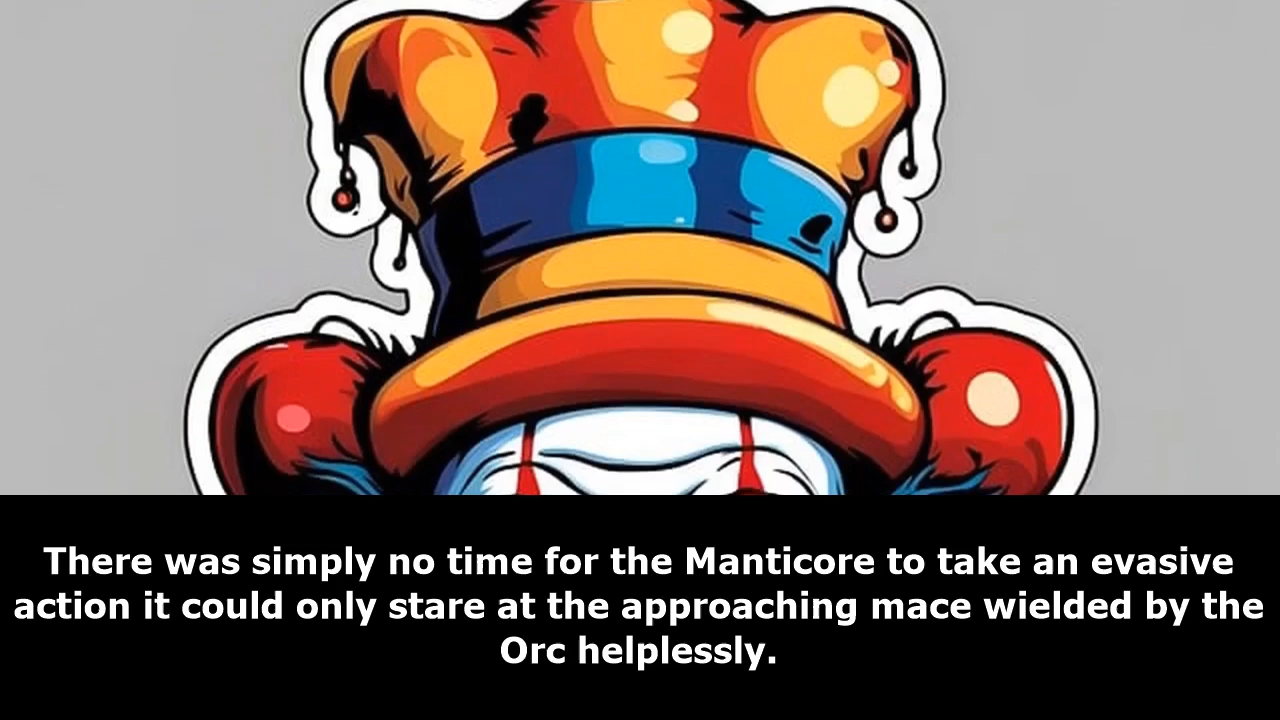 There was simply no time for the Manticore to take an evasive
action it could only stare at the approaching mace wielded by the
Orc helplessly.